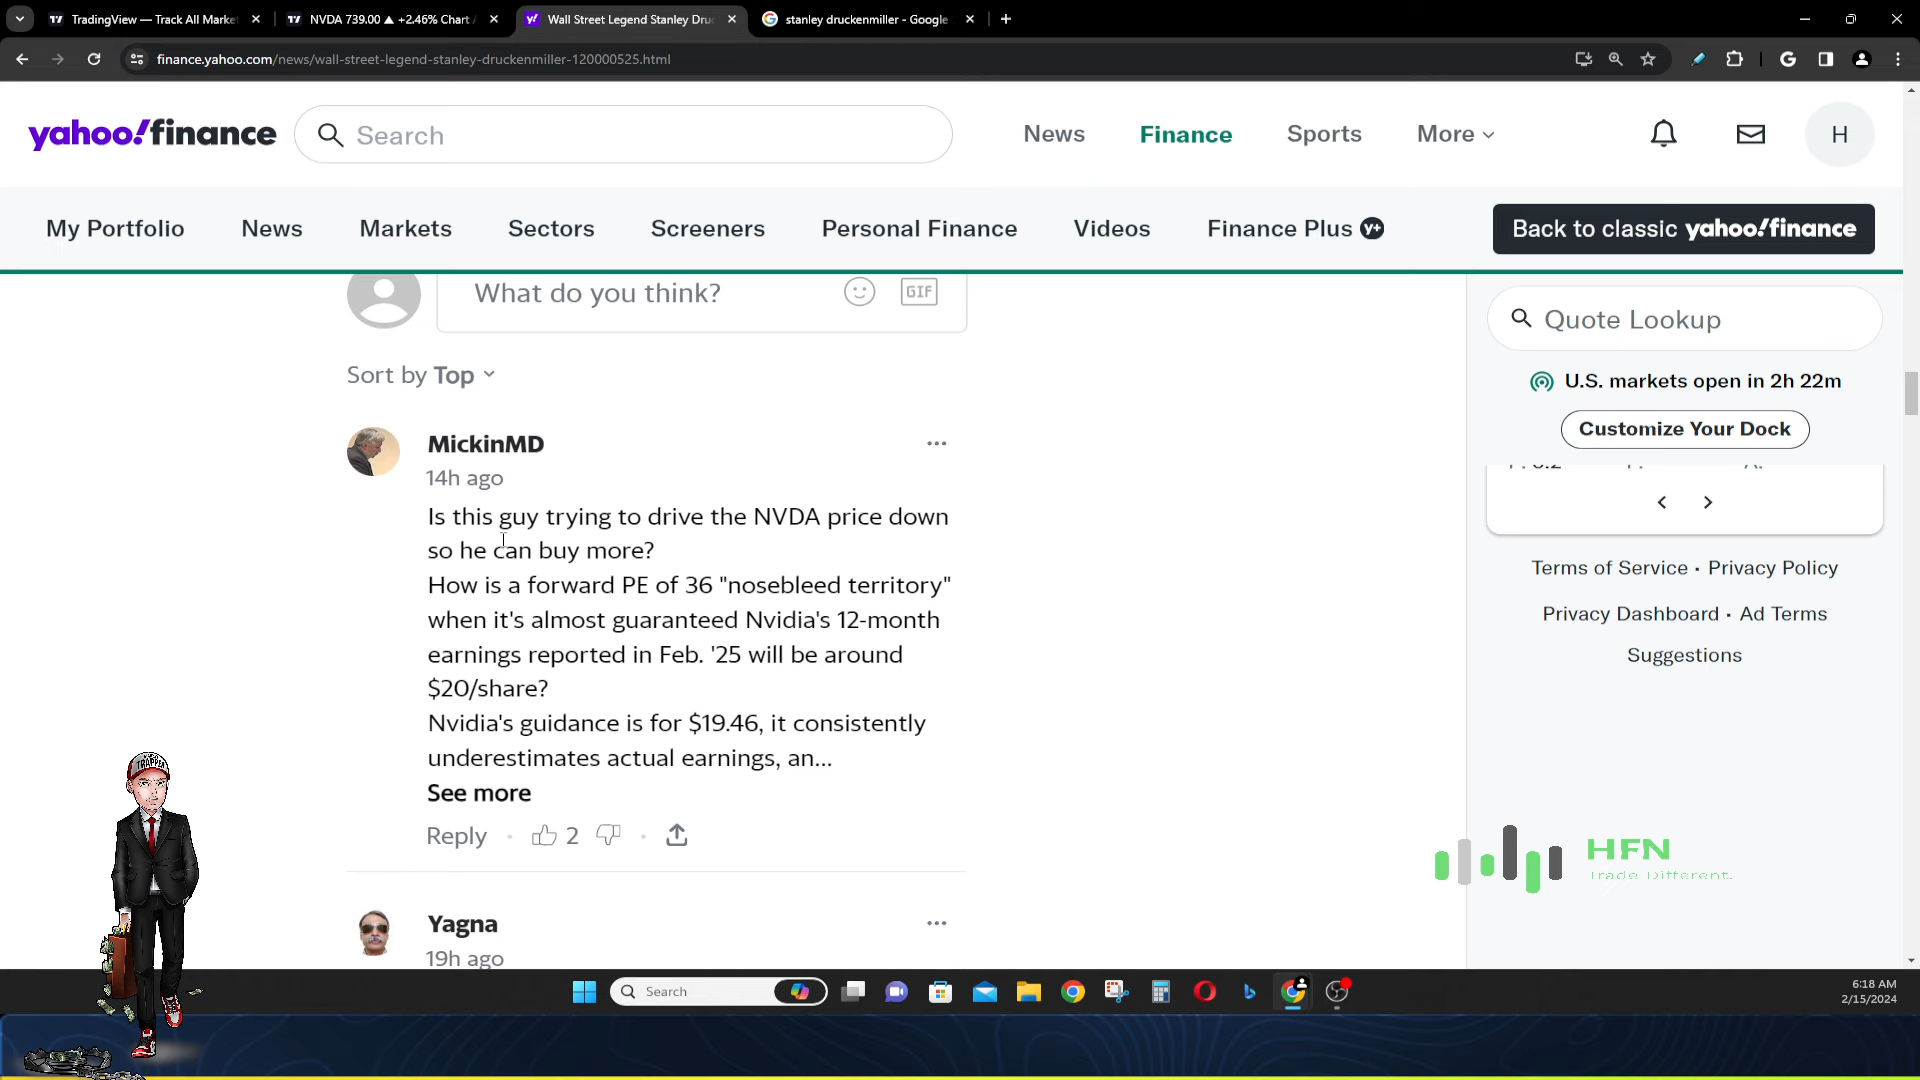 TradingView — Track All Marke
NVDA 739.00 ▲ +2.46% Chart
Wall Street Legend Stanley Dru
stanley druckenmiller - Google
finance.yahoo.com/news/wall-street-legend-stanley-druckenmiller-120000525.html
yahoo!finance
Search
News
Finance
Sports
More
H
My Portfolio
News
Markets
Sectors
Screeners
Personal Finance
Videos
Finance Plus y+
Back to classic yahoo!finance
What do you think?
GIF
Sort by Top
MickinMD
14h ago
Is this guy trying to drive the NVDA price down
so he can buy more?
How is a forward PE of 36 "nosebleed territory"
when it's almost guaranteed Nvidia's 12-month
earnings reported in Feb. '25 will be around
$20/share?
Nvidia's guidance is for $19.46, it consistently
underestimates actual earnings, an...
See more
Reply · 2 ·
Yagna
19h ago
Quote Lookup
U.S. markets open in 2h 22m
Customize Your Dock
Terms of Service · Privacy Policy
Privacy Dashboard · Ad Terms
Suggestions
HFN
Trade Different.
TRAPPER
Search
6:18 AM
2/15/2024